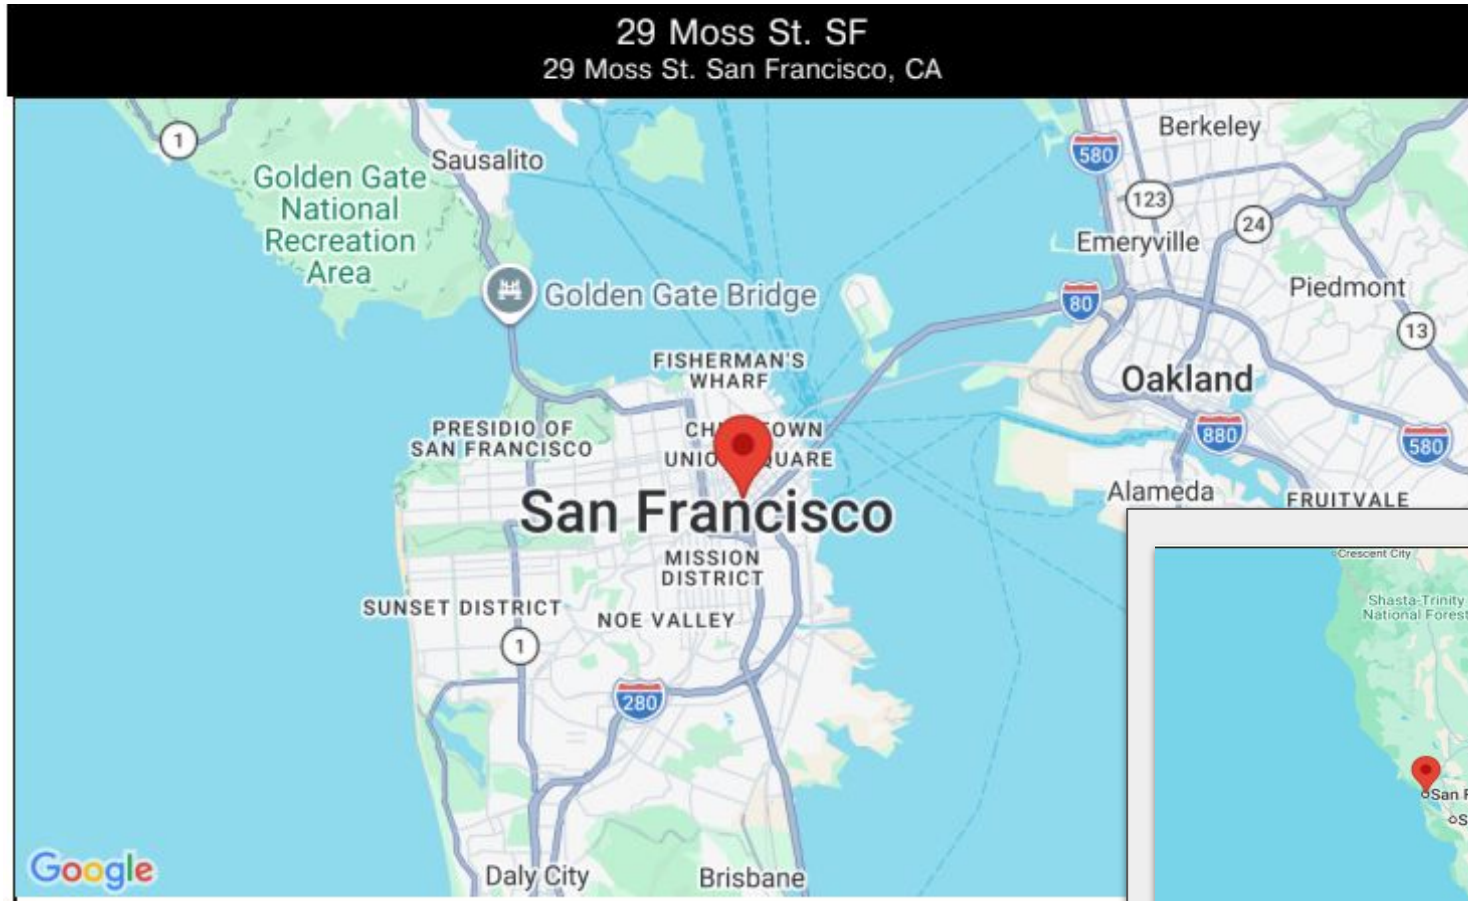 29 Moss St. SF
29 Moss St. San Francisco, CA
1
Sausalito
Golden Gate
National
Recreation
Area
Golden Gate Bridge
580
Berkeley
123
24
Emeryville
80
Piedmont
13
FISHERMAN'S
WHARF
Oakland
PRESIDIO OF
SAN FRANCISCO
880
580
San Francisco
Alameda
FRUITVALE
MISSION
DISTRICT
SUNSET DISTRICT
NOE VALLEY
1
280
Daly City
Brisbane
Google
Crescent City
Shasta-Trinity
National Forest
San F
S